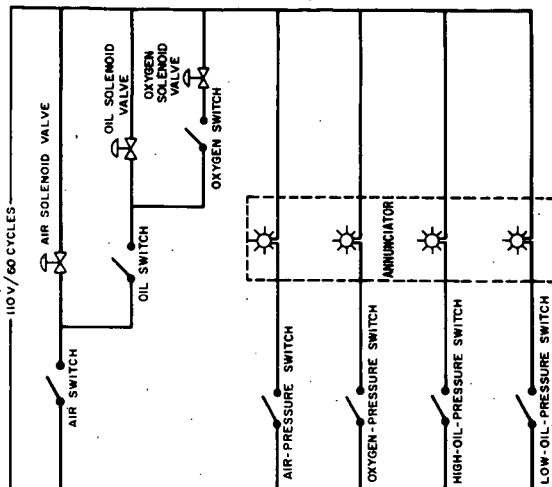 110 V/60 CYCLES
AIR SOLENOID VALVE
OIL SOLENOID
VALVE
OXYGEN
SOLENOID
VALVE
OXYGEN SWITCH
OIL SWITCH
AIR SWITCH
ANNUNCIATOR
AIR-PRESSURE SWITCH
OXYGEN-PRESSURE SWITCH
HIGH-OIL-PRESSURE SWITCH
LOW-OIL-PRESSURE SWITCH